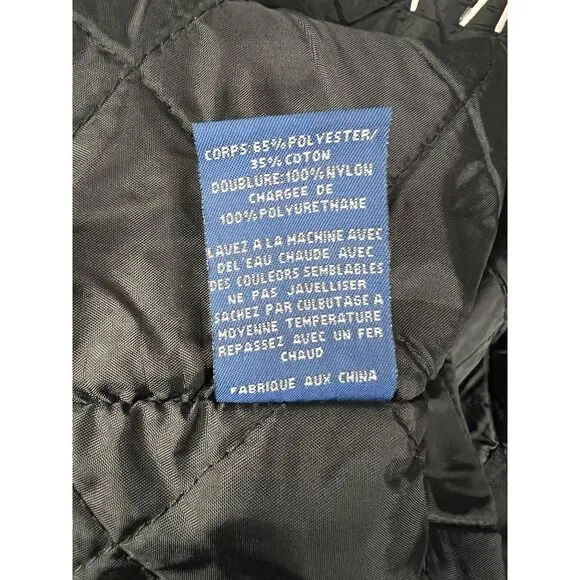 CORPS:65%POLYESTER/
35% COTON
DOUBLURE:100%NYLON
CHARGEE DE
100%POLYURETHANE
LAVEZ A LA MACHINE AVEC
DEL'EAU CHAUDE AVEC
DES COULEURS SEMBLABLES
NE PAS JAVELLISER
SACHEZ PAR CULBUTAGE A
MOYENNE TEMPERATURE
REPASSEZ AVEC UN FER
CHAUD
FABRIQUE AUX CHINA